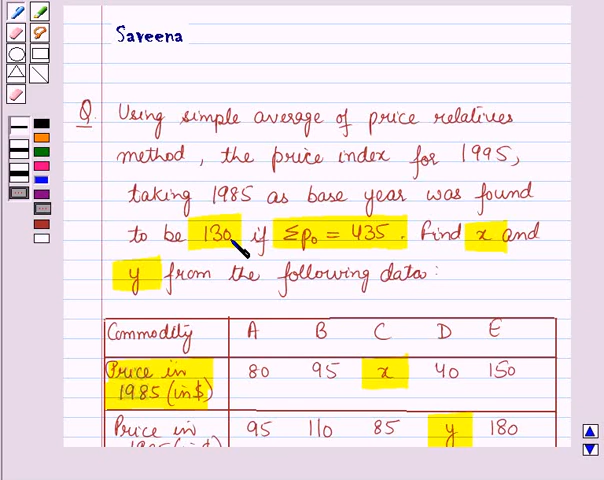 Saveena
Q. Using simple average of price relatives
method, the price index for 1995,
taking 1985 as base year was found
to be 130 if Σp₀ = 435. Find x and
y from the following data:
Commodity A B C D E
Price in 80 95 x 40 150
1985 (in $)
Price in 95 110 85 y 180